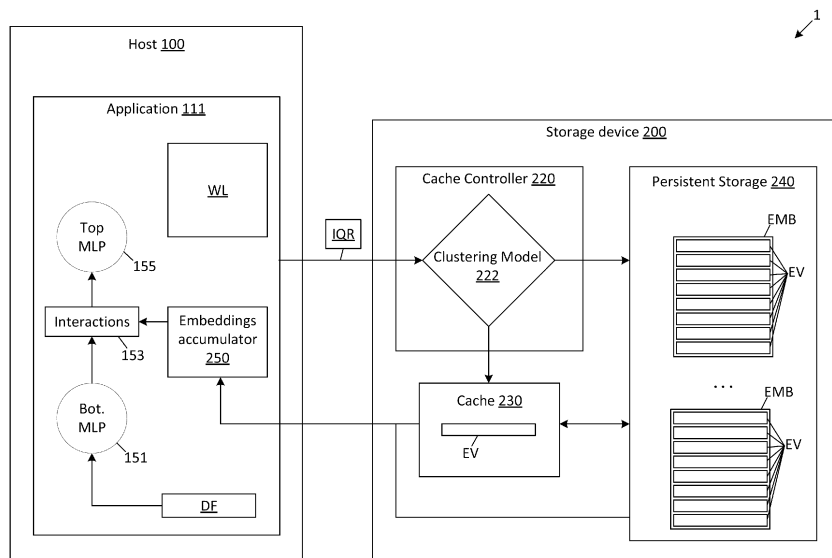 1
Host 100
Application 111
WL
Top
MLP
155
Interactions
153
Embeddings
accumulator
250
Bot.
MLP
151
DF
IQR
Storage device 200
Cache Controller 220
Clustering Model
222
Cache 230
EV
Persistent Storage 240
EMB
EV
...
EMB
EV